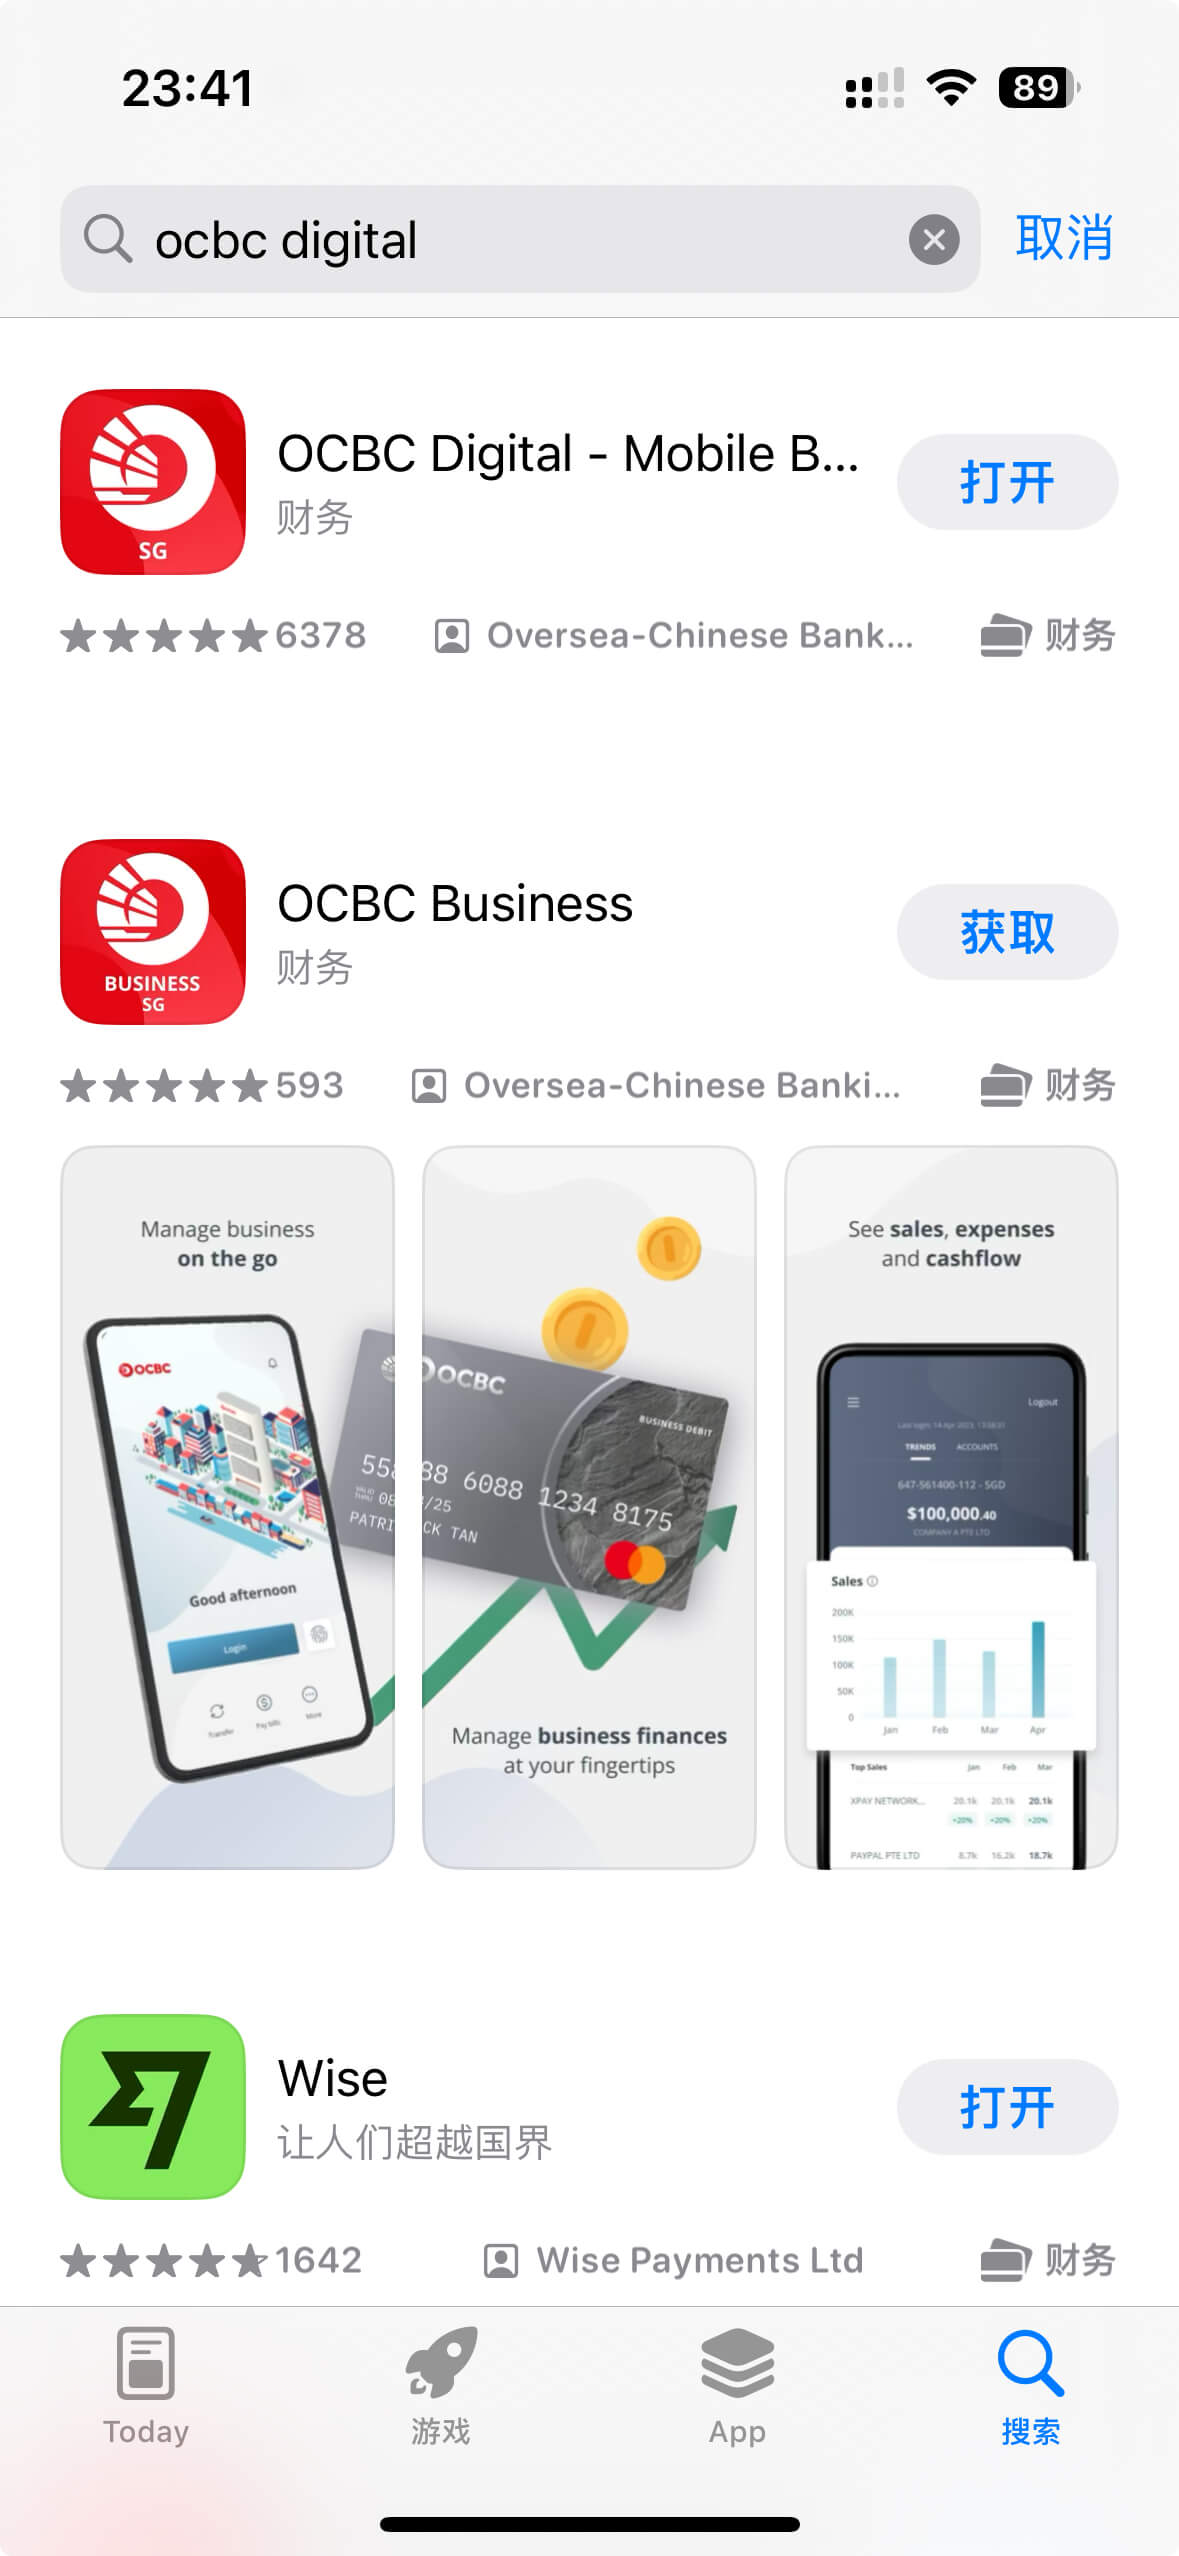 23:41
89
ocbc digital
取消
SG
OCBC Digital - Mobile B...
财务
打开
6378
Oversea-Chinese Bank...
财务
BUSINESS
SG
OCBC Business
财务
获取
593
Oversea-Chinese Banki...
财务
Manage business
on the go
OCBC
Good afternoon
Login
Transfer
Pay bills
More
OCBC
BUSINESS DEBIT
6088 1234 8175
VALID
THRU
/25
PATRI
CK TAN
Manage business finances
at your fingertips
See sales, expenses
and cashflow
Logout
TRENDS
ACCOUNTS
647-561400-112 - SGD
$100,000.40
COMPANY A PTE LTD
Sales
200K
150K
100K
50K
0
Jan
Feb
Mar
Apr
Top Sales
Jan
Feb
Mar
XPAY NETWORK...
20.1k
20.1k
20.1k
+20%
+20%
+20%
PAYPAL PTE LTD
8.7k
16.2k
18.7k
Wise
让人们超越国界
打开
1642
Wise Payments Ltd
财务
Today
游戏
App
搜索